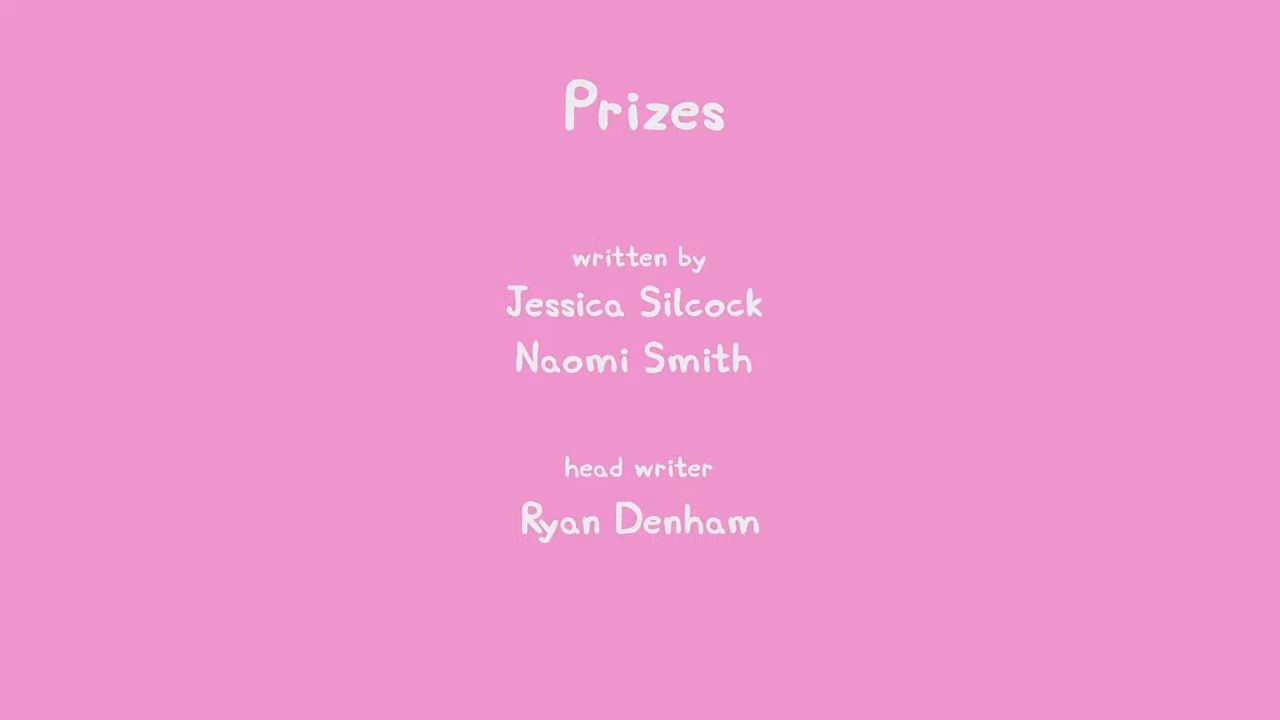 Prizes
written by
Jessica Silcock
Naomi Smith
head writer
Ryan Denham